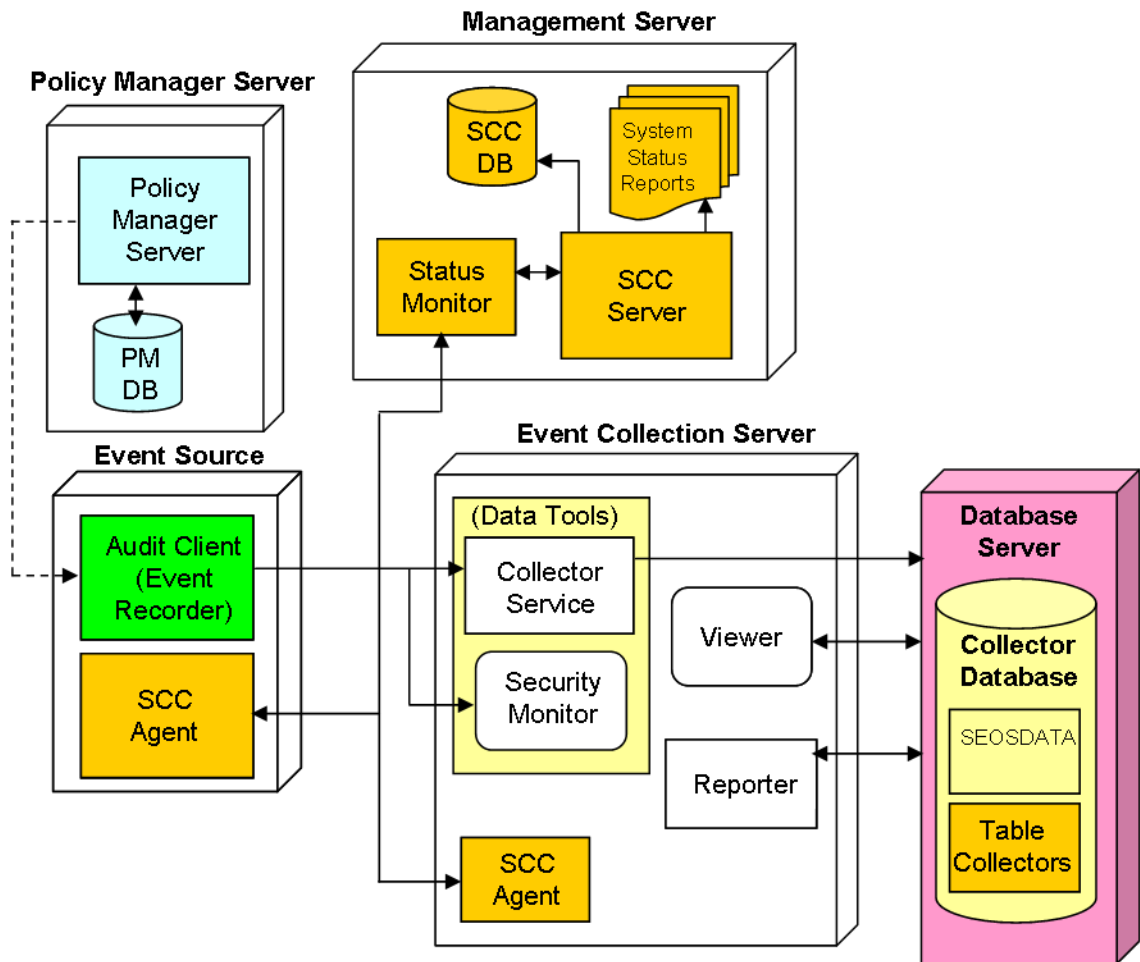 Management Server
Policy Manager Server
SCC
DB
System
Status
Reports
Policy
Manager
Server
Status
Monitor
SCC
Server
PM
DB
Event Source
Event Collection Server
Audit Client
(Event
Recorder)
SCC
Agent
(Data Tools)
Collector
Service
Security
Monitor
Viewer
Reporter
SCC
Agent
Database
Server
Collector
Database
SEOSDATA
Table
Collectors